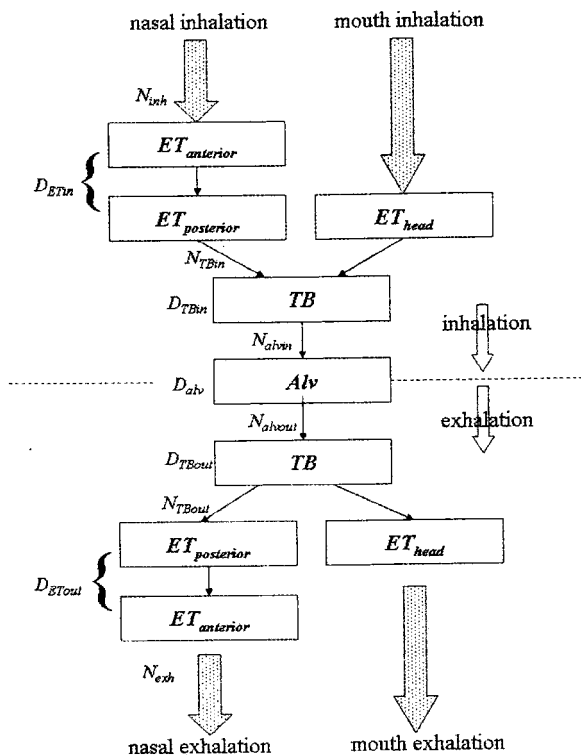 nasal inhalation
mouth inhalation
N_inh
ET_anterior
D_ETin
ET_posterior
ET_head
N_TBin
D_TBin
TB
N_alvin
inhalation
D_alv
Alv
N_alvout
exhalation
D_TBout
TB
N_TBout
ET_posterior
ET_head
D_ETout
ET_anterior
N_exh
nasal exhalation
mouth exhalation